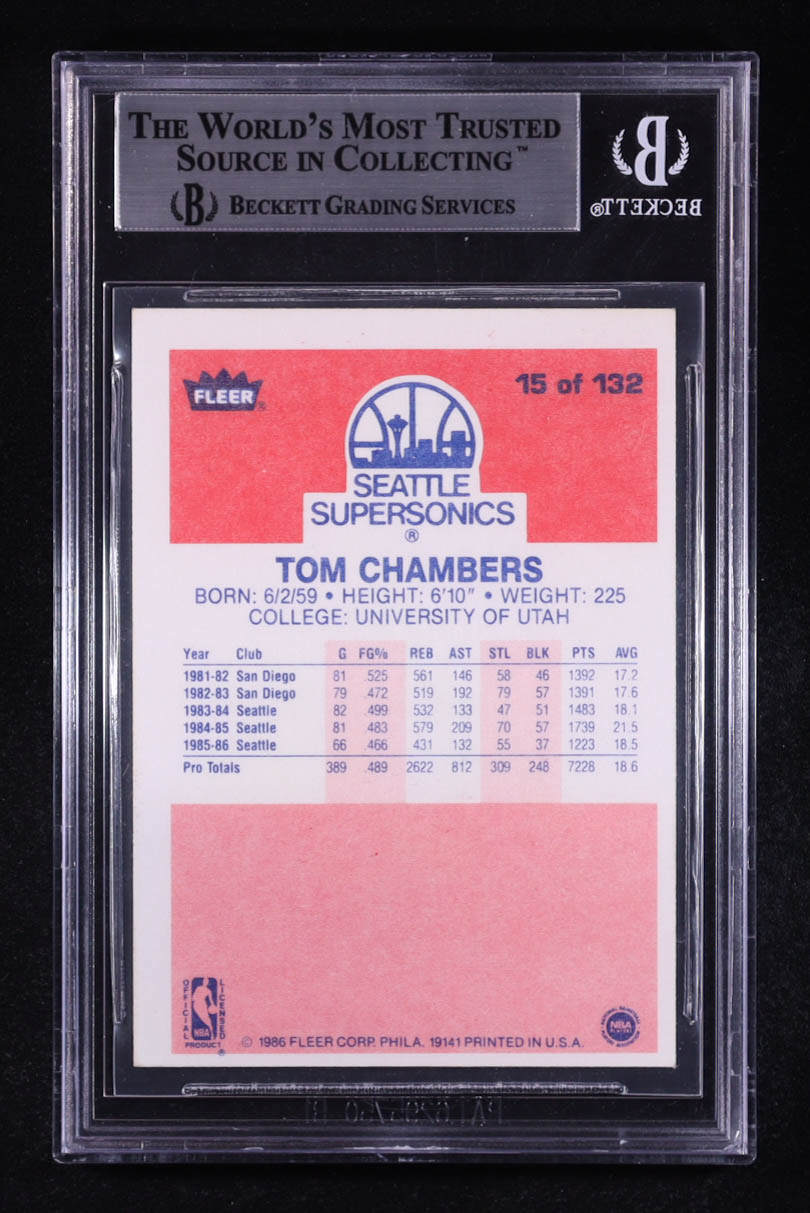 THE WORLD'S MOST TRUSTED
SOURCE IN COLLECTING™
B BECKETT GRADING SERVICES
B
BECKETT®
FLEER®
15 of 132
SEATTLE
SUPERSONICS
®
TOM CHAMBERS
BORN: 6/2/59 • HEIGHT: 6'10" • WEIGHT: 225
COLLEGE: UNIVERSITY OF UTAH
Year Club G FG% REB AST STL BLK PTS AVG
1981-82 San Diego 81 .525 561 146 58 46 1392 17.2
1982-83 San Diego 79 .472 519 192 79 57 1391 17.6
1983-84 Seattle 82 .499 532 133 47 51 1483 18.1
1984-85 Seattle 81 .483 579 209 70 57 1739 21.5
1985-86 Seattle 66 .466 431 132 55 37 1223 18.5
Pro Totals 389 .489 2622 812 309 248 7228 18.6
OFFICIAL LICENSED
NBA
PRODUCT®
© 1986 FLEER CORP. PHILA. 19141 PRINTED IN U.S.A.
NBA
PLAYERS